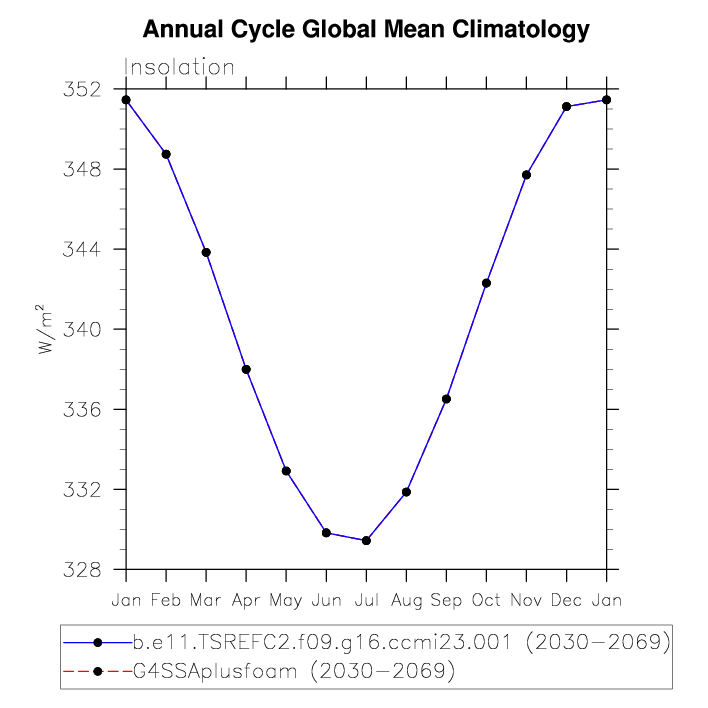 Annual Cycle Global Mean Climatology
Insolation
352
348
344
340
336
332
328
W/m²
Jan Feb Mar Apr May Jun Jul Aug Sep Oct Nov Dec Jan
b.e11.TSREFC2.f09.g16.ccmi23.001 (2030-2069)
G4SSAplusfoam (2030-2069)